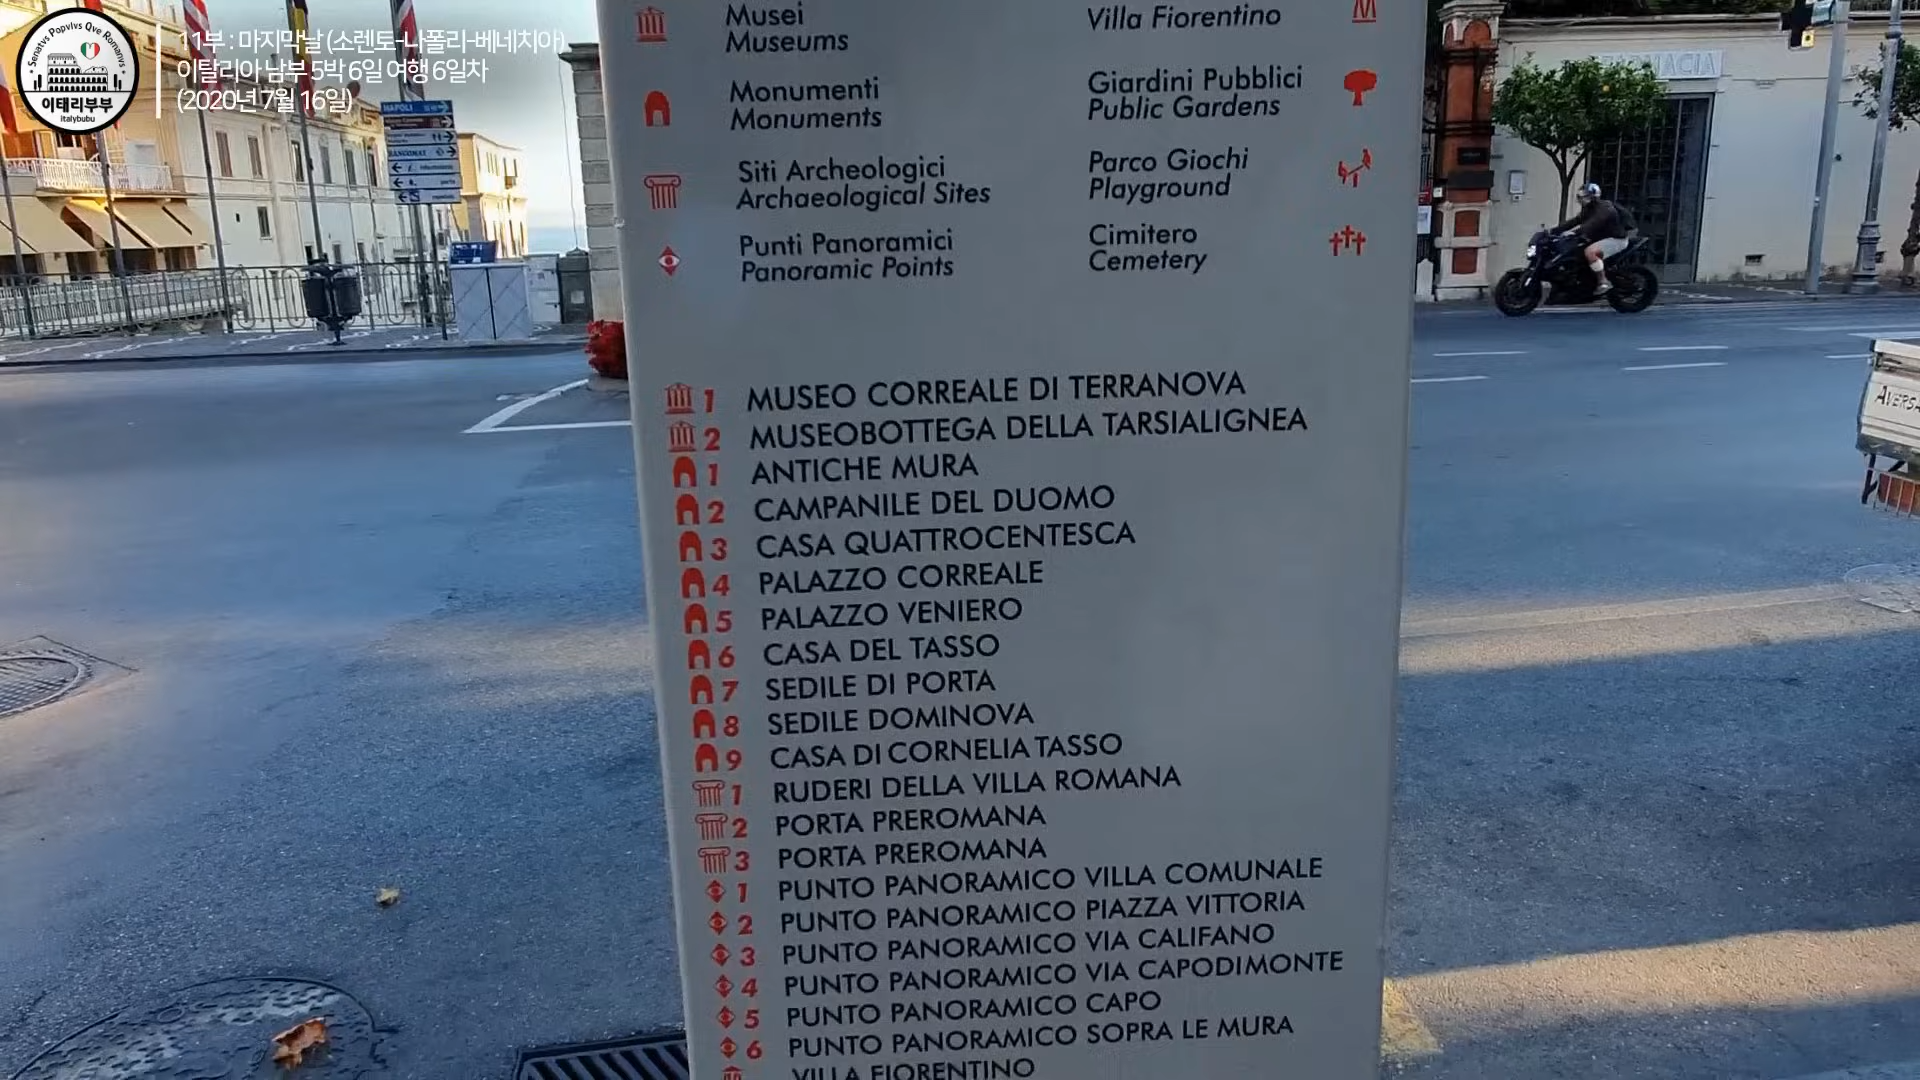 Senatvs Popvlvs Qve Romanvs
이태리부부
italybubu
11부 : 마지막날 (소렌토-나폴리-베네치아)
이탈리아 남부 5박 6일 여행 6일차
(2020년 7월 16일)
NAPOLI
Musei
Museums
Monumenti
Monuments
Siti Archeologici
Archaeological Sites
Punti Panoramici
Panoramic Points
Villa Fiorentino
Giardini Pubblici
Public Gardens
Parco Giochi
Playground
Cimitero
Cemetery
1 MUSEO CORREALE DI TERRANOVA
2 MUSEOBOTTEGA DELLA TARSIALIGNEA
1 ANTICHE MURA
2 CAMPANILE DEL DUOMO
3 CASA QUATTROCENTESCA
4 PALAZZO CORREALE
5 PALAZZO VENIERO
6 CASA DEL TASSO
7 SEDILE DI PORTA
8 SEDILE DOMINOVA
9 CASA DI CORNELIA TASSO
1 RUDERI DELLA VILLA ROMANA
2 PORTA PREROMANA
3 PORTA PREROMANA
1 PUNTO PANORAMICO VILLA COMUNALE
2 PUNTO PANORAMICO PIAZZA VITTORIA
3 PUNTO PANORAMICO VIA CALIFANO
4 PUNTO PANORAMICO VIA CAPODIMONTE
5 PUNTO PANORAMICO CAPO
6 PUNTO PANORAMICO SOPRA LE MURA
VILLA FIORENTINO